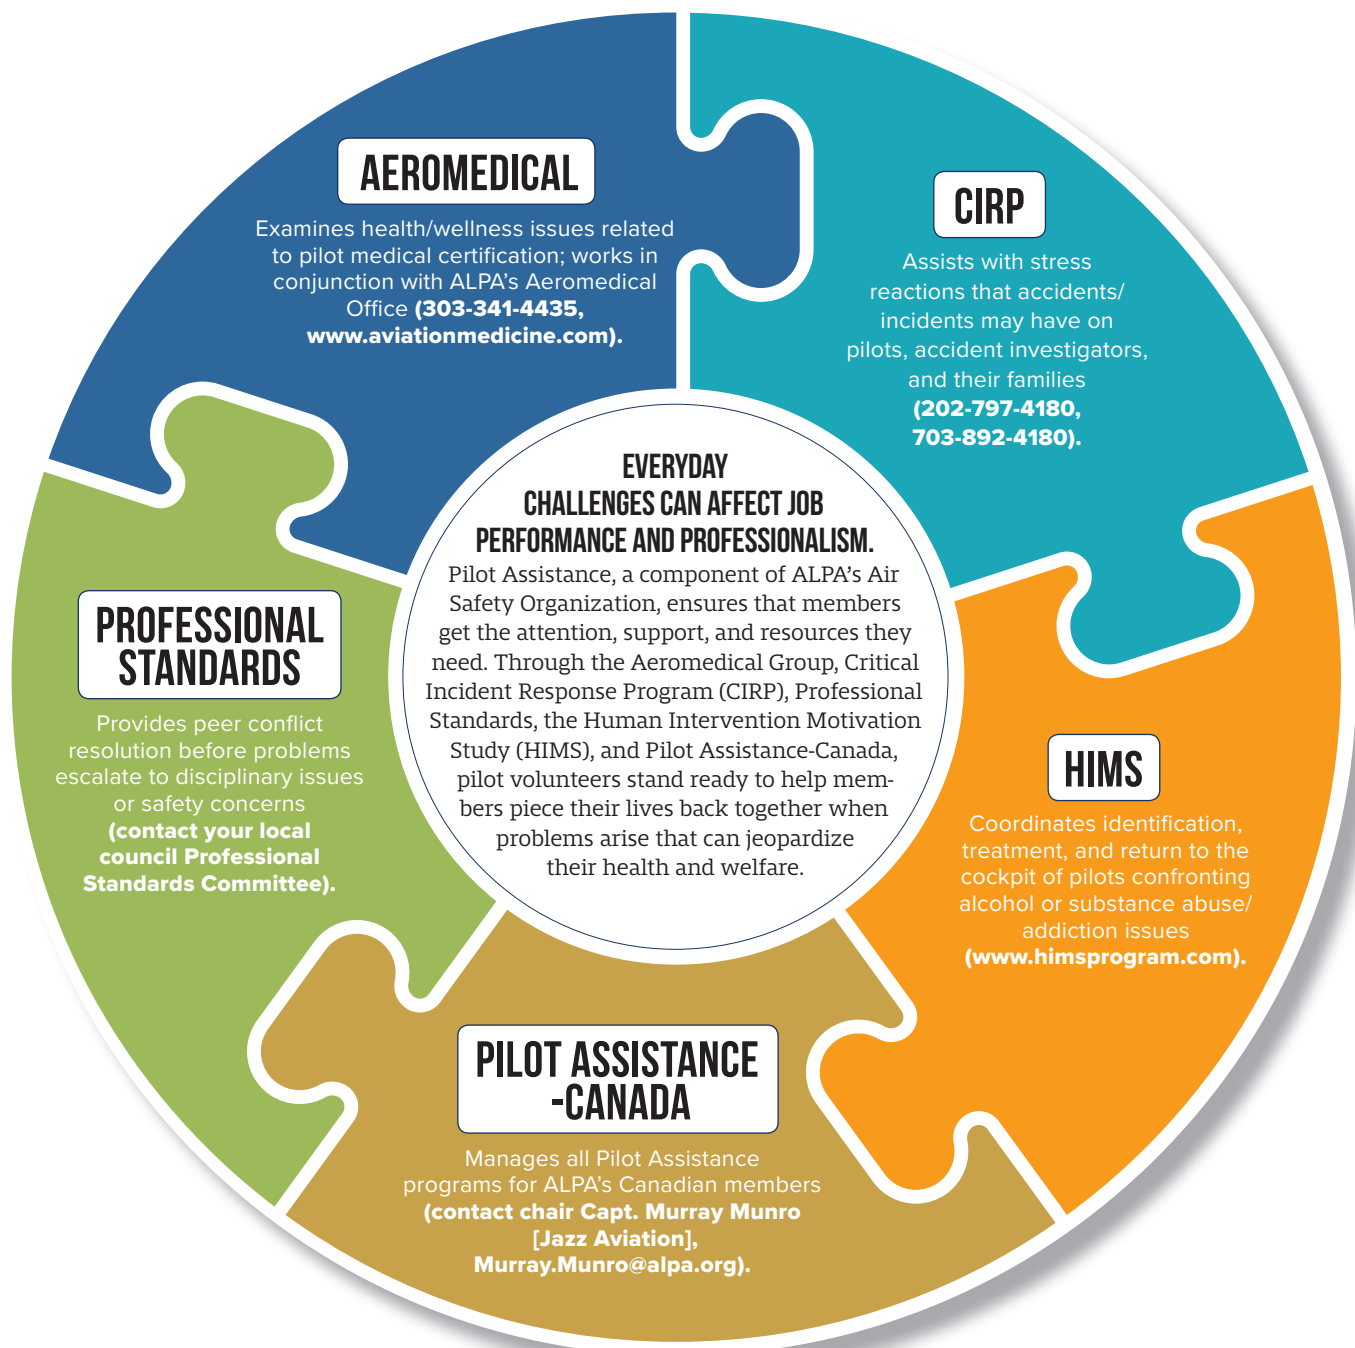 AEROMEDICAL
Examines health/wellness issues related
to pilot medical certification; works in
conjunction with ALPA’s Aeromedical
Office (303-341-4435,
www.aviationmedicine.com).
CIRP
Assists with stress
reactions that accidents/
incidents may have on
pilots, accident investigators,
and their families
(202-797-4180,
703-892-4180).
EVERYDAY
CHALLENGES CAN AFFECT JOB
PERFORMANCE AND PROFESSIONALISM.
Pilot Assistance, a component of ALPA’s Air
Safety Organization, ensures that members
get the attention, support, and resources they
need. Through the Aeromedical Group, Critical
Incident Response Program (CIRP), Professional
Standards, the Human Intervention Motivation
Study (HIMS), and Pilot Assistance-Canada,
pilot volunteers stand ready to help mem-
bers piece their lives back together when
problems arise that can jeopardize
their health and welfare.
PROFESSIONAL
STANDARDS
Provides peer conflict
resolution before problems
escalate to disciplinary issues
or safety concerns
(contact your local
council Professional
Standards Committee).
HIMS
Coordinates identification,
treatment, and return to the
cockpit of pilots confronting
alcohol or substance abuse/
addiction issues
(www.himsprogram.com).
PILOT ASSISTANCE
-CANADA
Manages all Pilot Assistance
programs for ALPA’s Canadian members
(contact chair Capt. Murray Munro
[Jazz Aviation],
Murray.Munro@alpa.org).